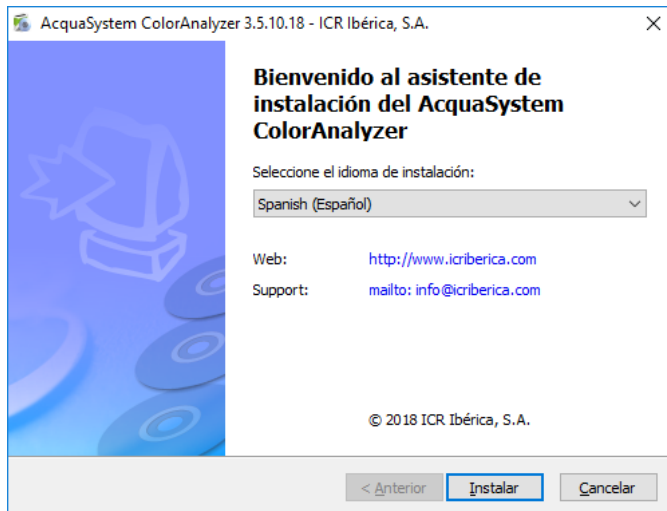 AcquaSystem ColorAnalyzer 3.5.10.18 - ICR Ibérica, S.A.
Bienvenido al asistente de
instalación del AcquaSystem
ColorAnalyzer
Seleccione el idioma de instalación:
Spanish (Español)
Web: http://www.icriberica.com
Support: mailto: info@icriberica.com
© 2018 ICR Ibérica, S.A.
< Anterior Instalar Cancelar